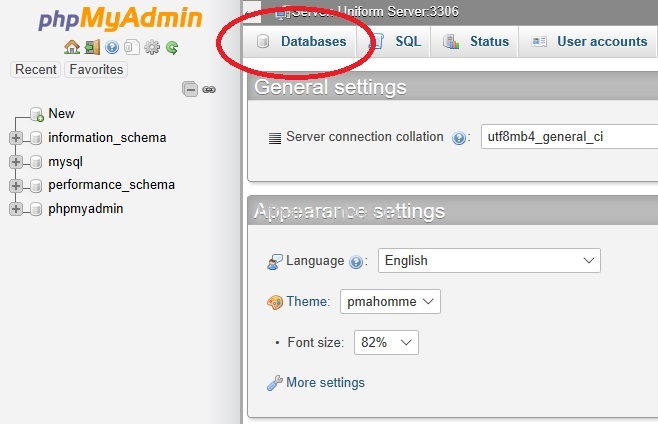 phpMyAdmin
Recent Favorites
New
information_schema
mysql
performance_schema
phpmyadmin
Server: Uniform Server:3306
Databases SQL Status User accounts
General settings
Server connection collation : utf8mb4_general_ci
Appearance settings
Language : English
Theme: pmahomme
• Font size: 82%
More settings